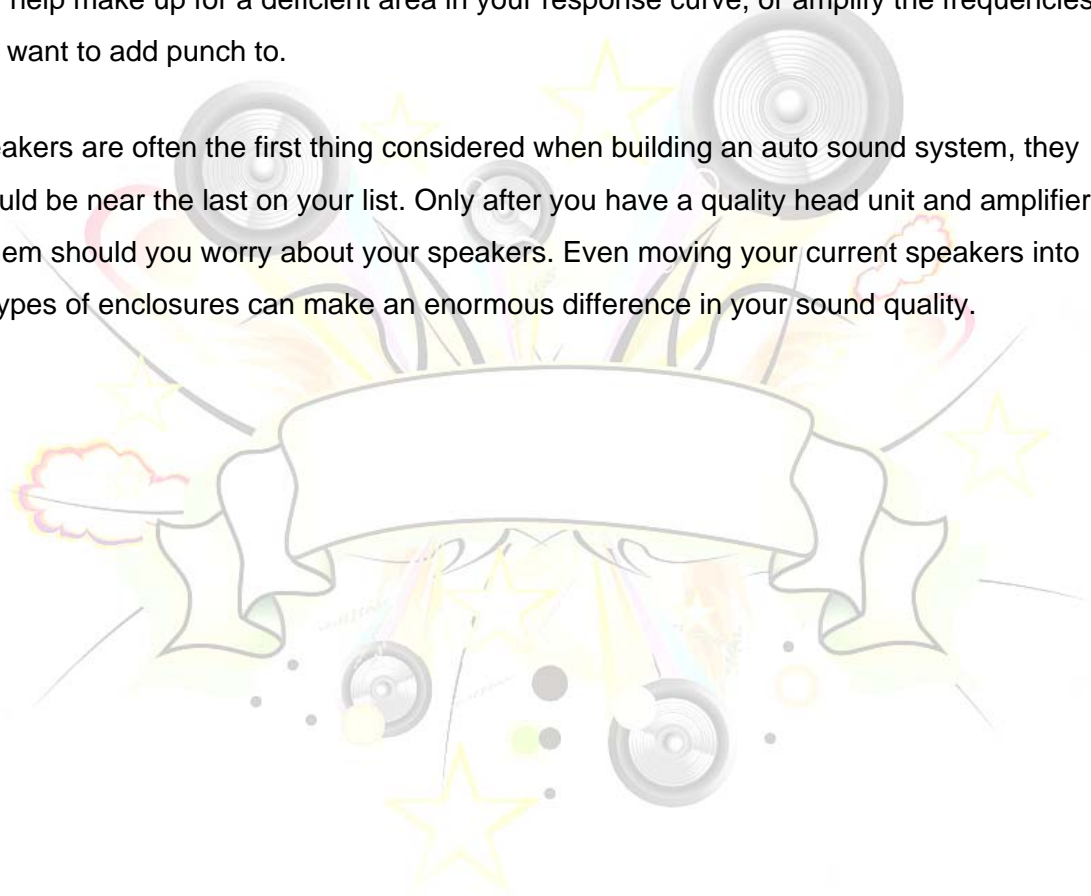 help make up for a deficient area in your response curve, or amplify the frequencies
want to add punch to.
eakers are often the first thing considered when building an auto sound system, they
uld be near the last on your list. Only after you have a quality head unit and amplifier
em should you worry about your speakers. Even moving your current speakers into
ypes of enclosures can make an enormous difference in your sound quality.